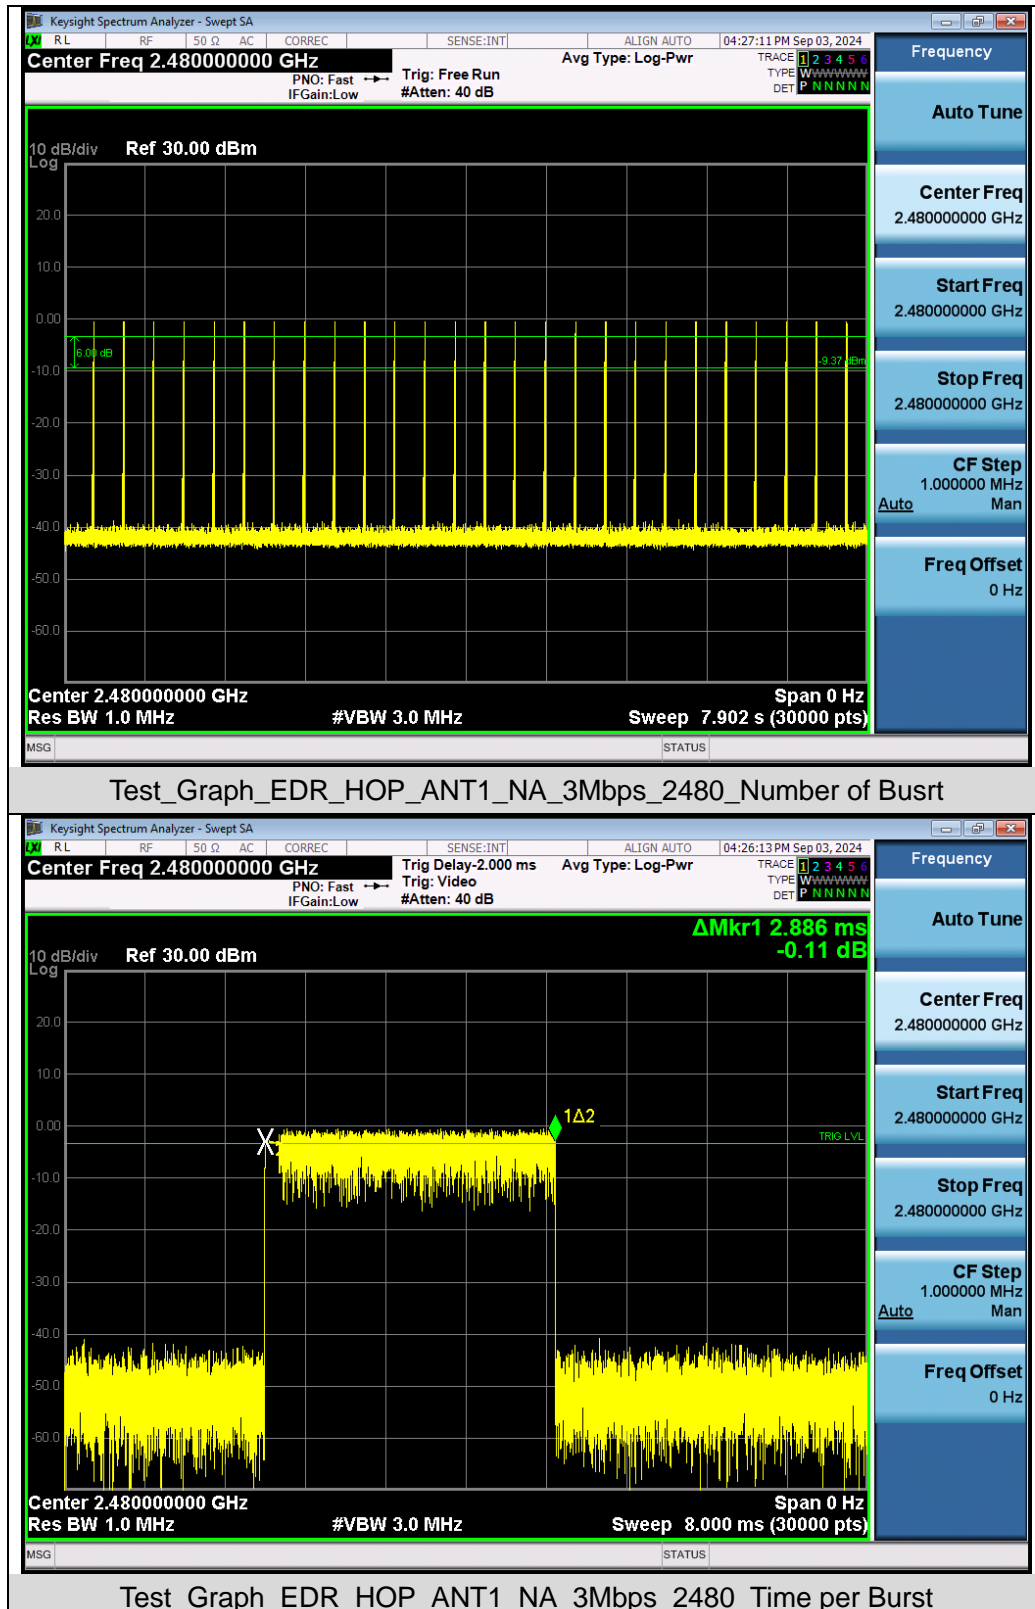 Keysight Spectrum Analyzer - Swept SA
LXI RL RF 50 Ω AC CORREC SENSE:INT ALIGN AUTO 04:27:11 PM Sep 03, 2024
Center Freq 2.480000000 GHz Avg Type: Log-Pwr TRACE 1 2 3 4 5 6
PNO: Fast Trig: Free Run TYPE WWWWWW
IFGain:Low #Atten: 40 dB DET P N N N N N
Frequency
Auto Tune
Center Freq
2.480000000 GHz
Start Freq
2.480000000 GHz
Stop Freq
2.480000000 GHz
CF Step
1.000000 MHz
Auto Man
Freq Offset
0 Hz
10 dB/div Ref 30.00 dBm
Log
20.0
10.0
0.00
6.00 dB
-9.37 dBm
-10.0
-20.0
-30.0
-40.0
-50.0
-60.0
Center 2.480000000 GHz Span 0 Hz
Res BW 1.0 MHz #VBW 3.0 MHz Sweep 7.902 s (30000 pts)
MSG STATUS
Test_Graph_EDR_HOP_ANT1_NA_3Mbps_2480_Number of Busrt
Keysight Spectrum Analyzer - Swept SA
LXI RL RF 50 Ω AC CORREC SENSE:INT ALIGN AUTO 04:26:13 PM Sep 03, 2024
Center Freq 2.480000000 GHz Trig Delay-2.000 ms Avg Type: Log-Pwr TRACE 1 2 3 4 5 6
PNO: Fast Trig: Video TYPE WWWWWW
IFGain:Low #Atten: 40 dB DET P N N N N N
Frequency
Auto Tune
Center Freq
2.480000000 GHz
Start Freq
2.480000000 GHz
Stop Freq
2.480000000 GHz
CF Step
1.000000 MHz
Auto Man
Freq Offset
0 Hz
ΔMkr1 2.886 ms
10 dB/div Ref 30.00 dBm -0.11 dB
Log
20.0
10.0
0.00
1Δ2
TRIG LVL
-10.0
-20.0
-30.0
-40.0
-50.0
-60.0
Center 2.480000000 GHz Span 0 Hz
Res BW 1.0 MHz #VBW 3.0 MHz Sweep 8.000 ms (30000 pts)
MSG STATUS
Test_Graph_EDR_HOP_ANT1_NA_3Mbps_2480_Time per Burst